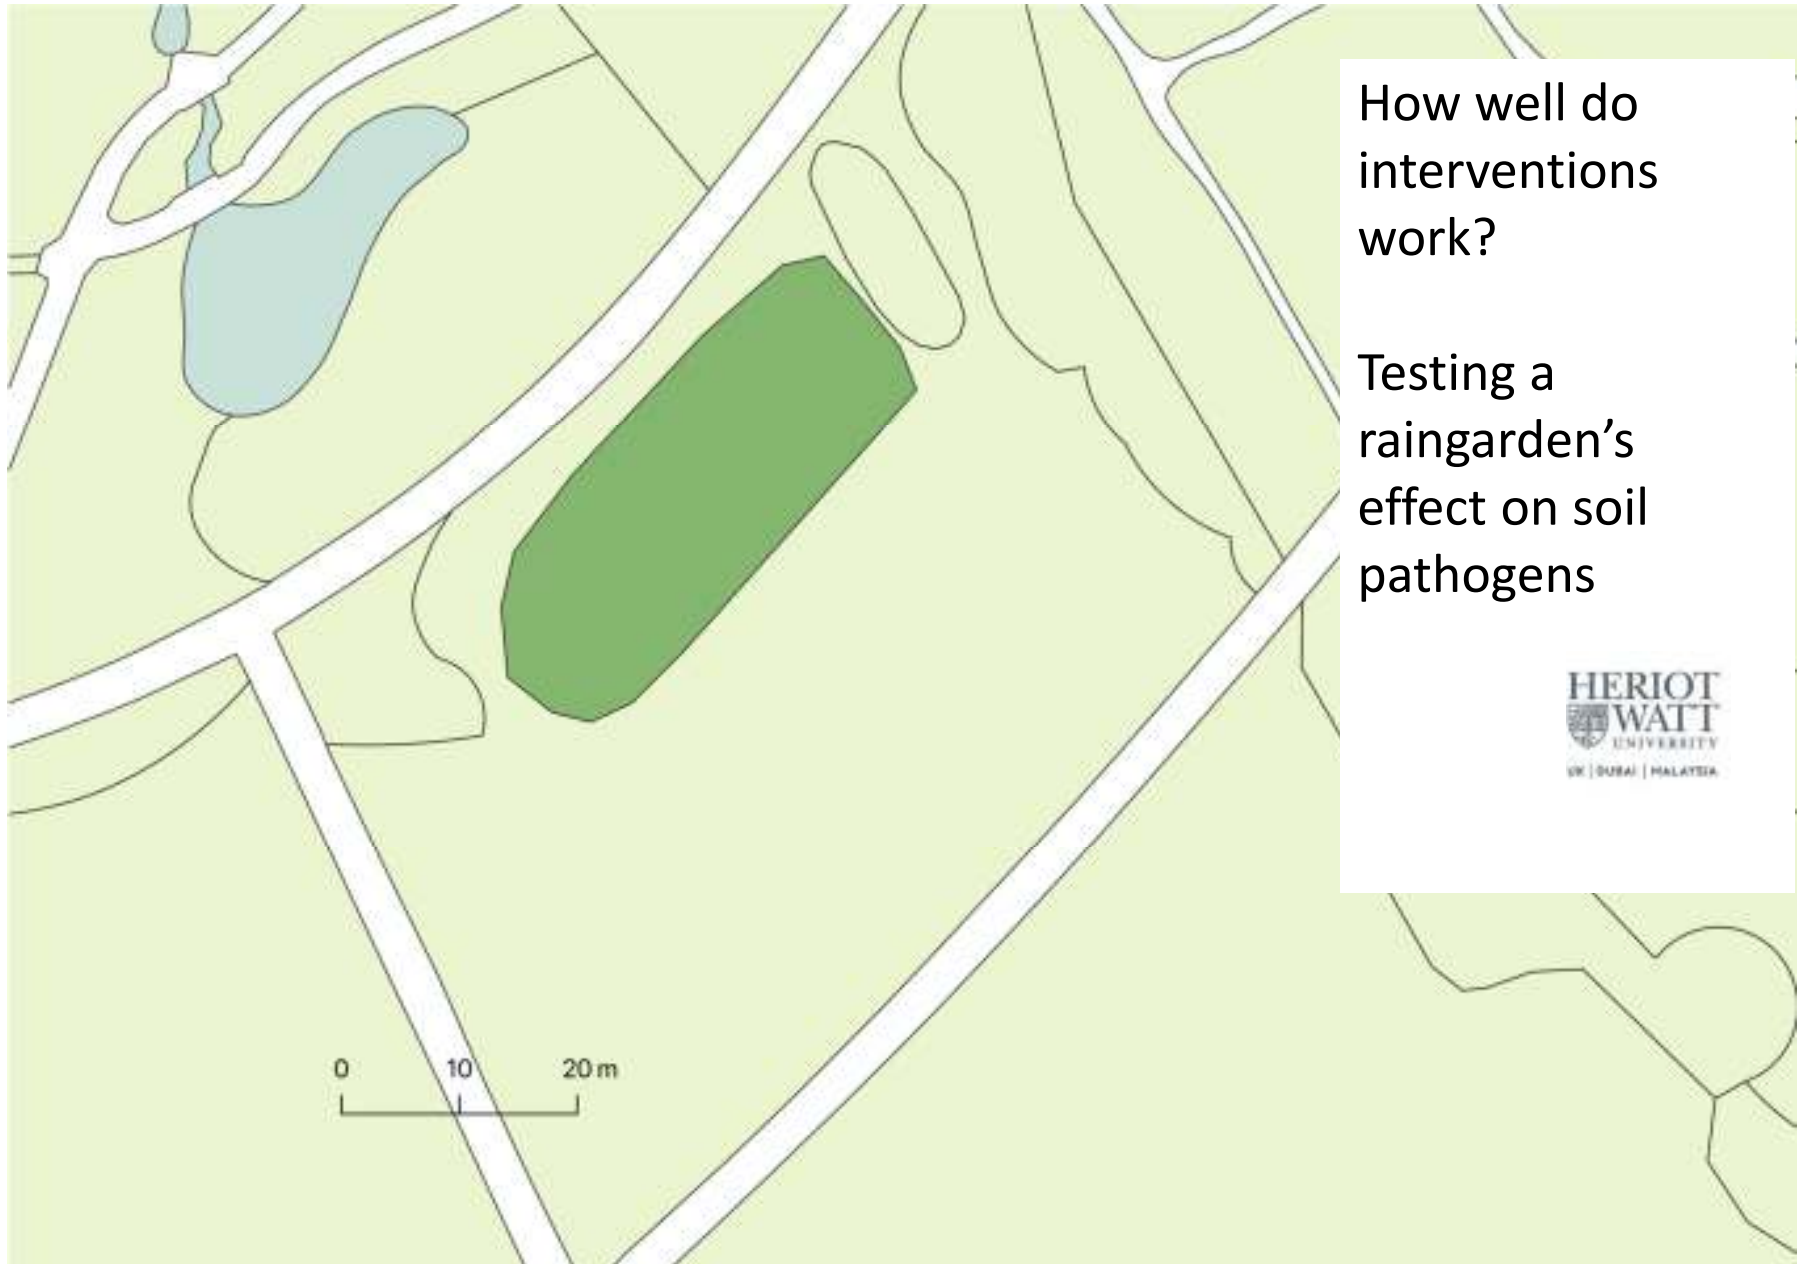 How well do
interventions
work?
Testing a
raingarden’s
effect on soil
pathogens
HERIOT
WATT
UNIVERSITY
UK | DUBAI | MALAYSIA
0 10 20 m